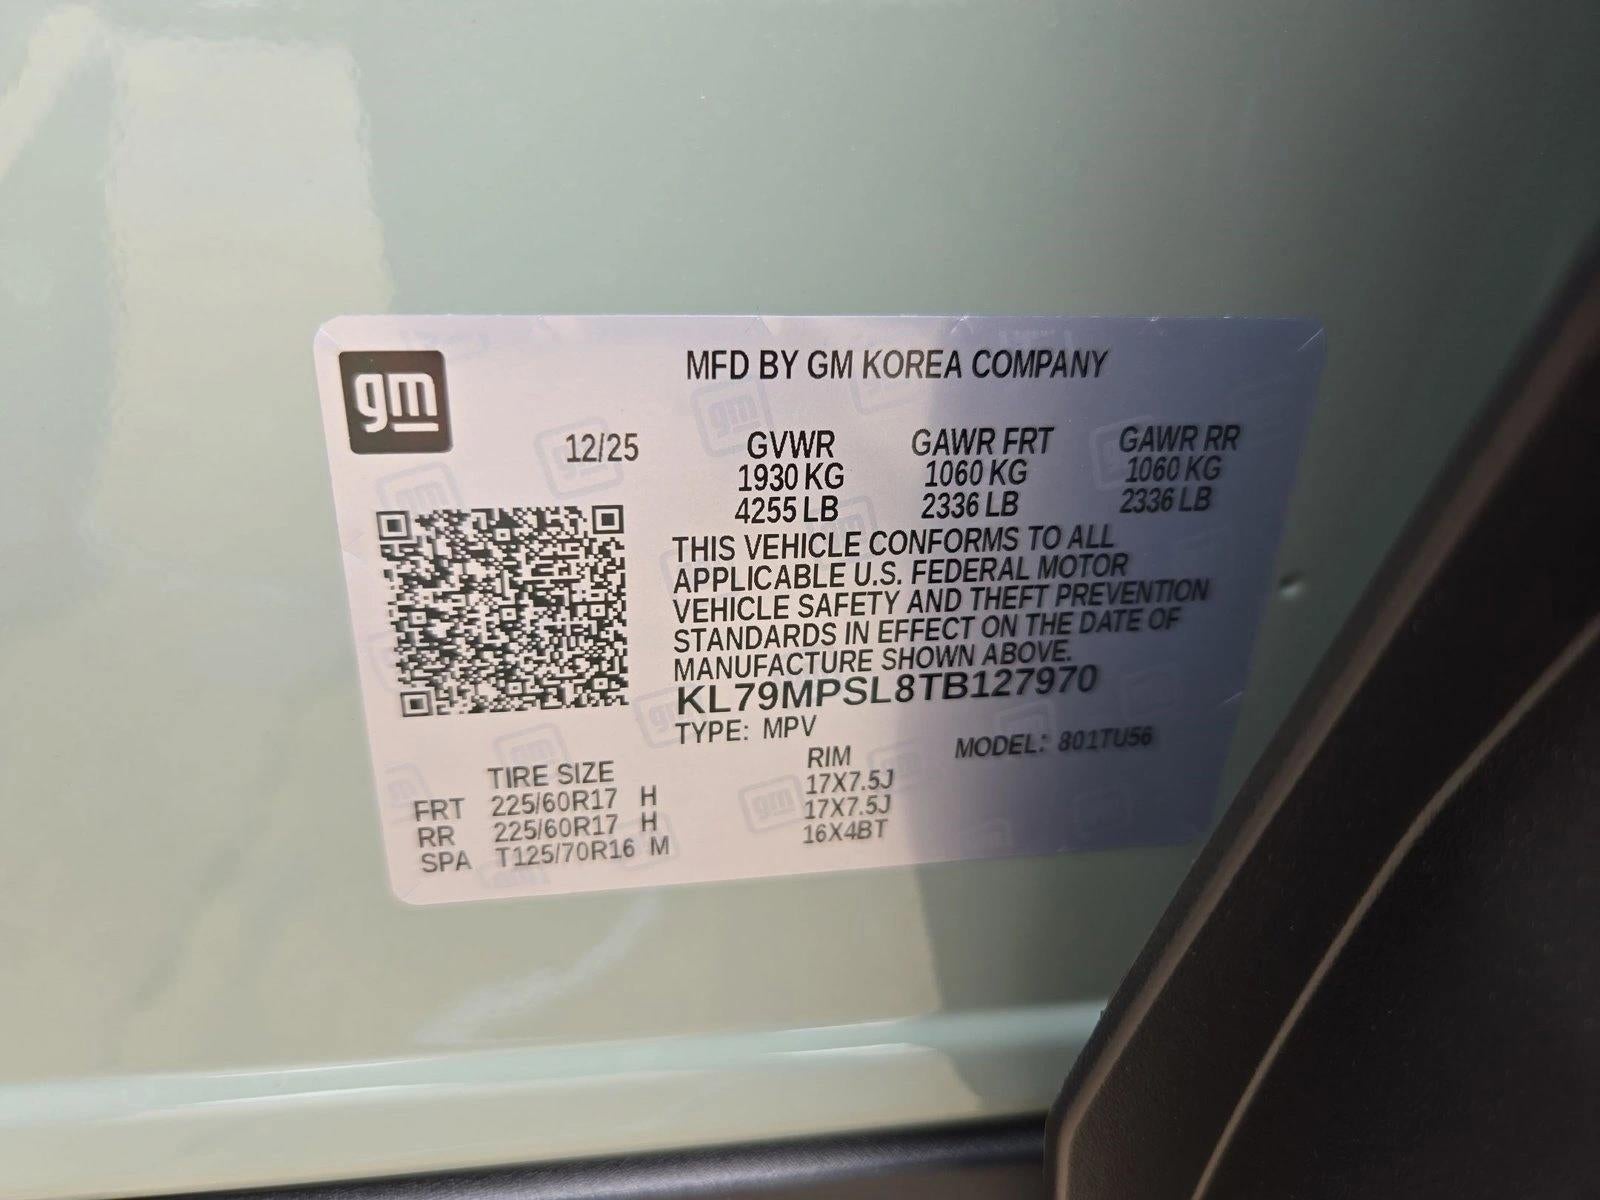 gm
MFD BY GM KOREA COMPANY
12/25 GVWR GAWR FRT GAWR RR
1930 KG 1060 KG 1060 KG
4255 LB 2336 LB 2336 LB
THIS VEHICLE CONFORMS TO ALL
APPLICABLE U.S. FEDERAL MOTOR
VEHICLE SAFETY AND THEFT PREVENTION
STANDARDS IN EFFECT ON THE DATE OF
MANUFACTURE SHOWN ABOVE.
KL79MPSL8TB127970
TYPE: MPV MODEL: 801TU56
TIRE SIZE RIM
FRT 225/60R17 H 17X7.5J
RR 225/60R17 H 17X7.5J
SPA T125/70R16 M 16X4BT